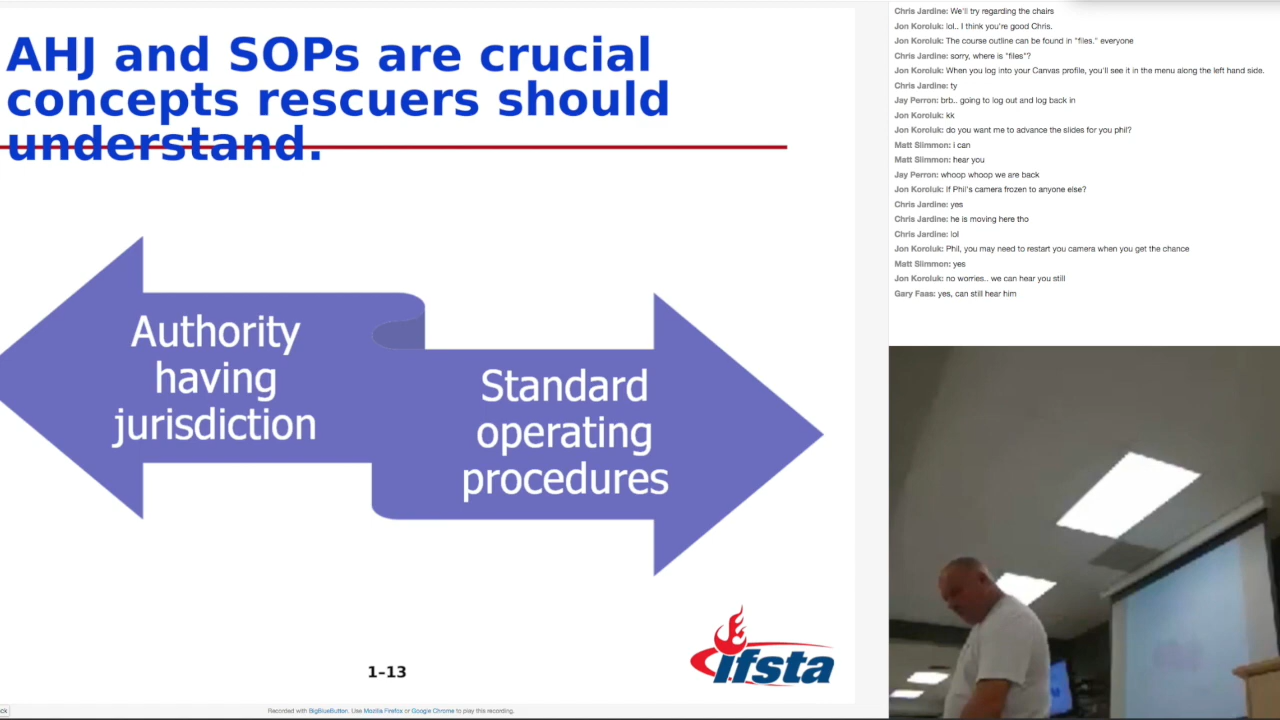 AHJ and SOPs are crucial
concepts rescuers should
understand.
Authority
having
jurisdiction
Standard
operating
procedures
1-13
ifsta
Recorded with BigBlueButton. Use Mozilla Firefox or Google Chrome to play this recording.
Chris Jardine: We'll try regarding the chairs
Jon Koroluk: lol.. I think you're good Chris.
Jon Koroluk: The course outline can be found in "files." everyone
Chris Jardine: sorry, where is "files"?
Jon Koroluk: When you log into your Canvas profile, you'll see it in the menu along the left hand side.
Chris Jardine: ty
Jay Perron: brb.. going to log out and log back in
Jon Koroluk: kk
Jon Koroluk: do you want me to advance the slides for you phil?
Matt Slimmon: i can
Matt Slimmon: hear you
Jay Perron: whoop whoop we are back
Jon Koroluk: If Phil's camera frozen to anyone else?
Chris Jardine: yes
Chris Jardine: he is moving here tho
Chris Jardine: lol
Jon Koroluk: Phil, you may need to restart you camera when you get the chance
Matt Slimmon: yes
Jon Koroluk: no worries.. we can hear you still
Gary Faas: yes, can still hear him